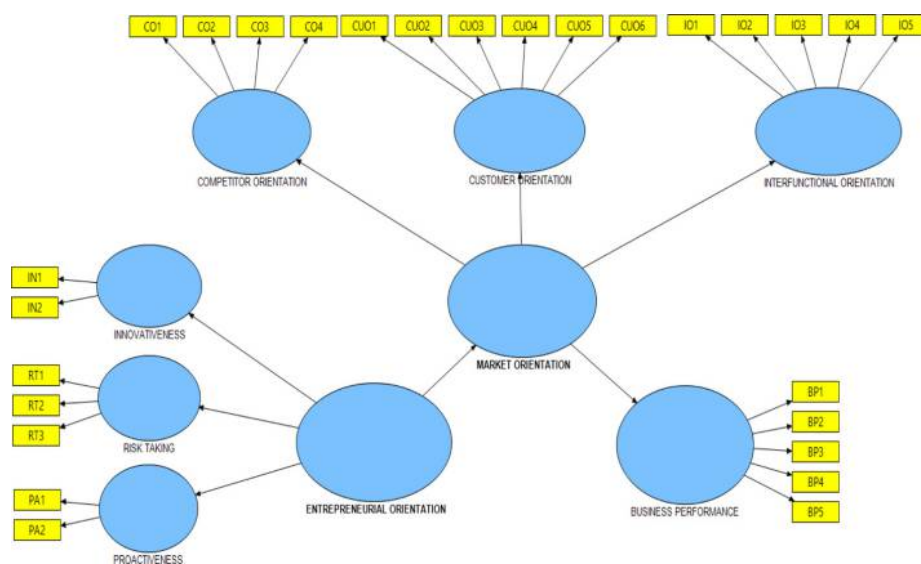 CO1 CO2 CO3 CO4 CUO1 CUO2 CUO3 CUO4 CUO5 CUO6 IO1 IO2 IO3 IO4 IO5
COMPETITOR ORIENTATION
CUSTOMER ORIENTATION
INTERFUNCTIONAL ORIENTATION
IN1
IN2
INNOVATIVENESS
MARKET ORIENTATION
RT1
RT2
RT3
RISK TAKING
BP1
BP2
BP3
BP4
BP5
PA1
PA2
ENTREPRENEURIAL ORIENTATION
BUSINESS PERFORMANCE
PROACTIVENESS